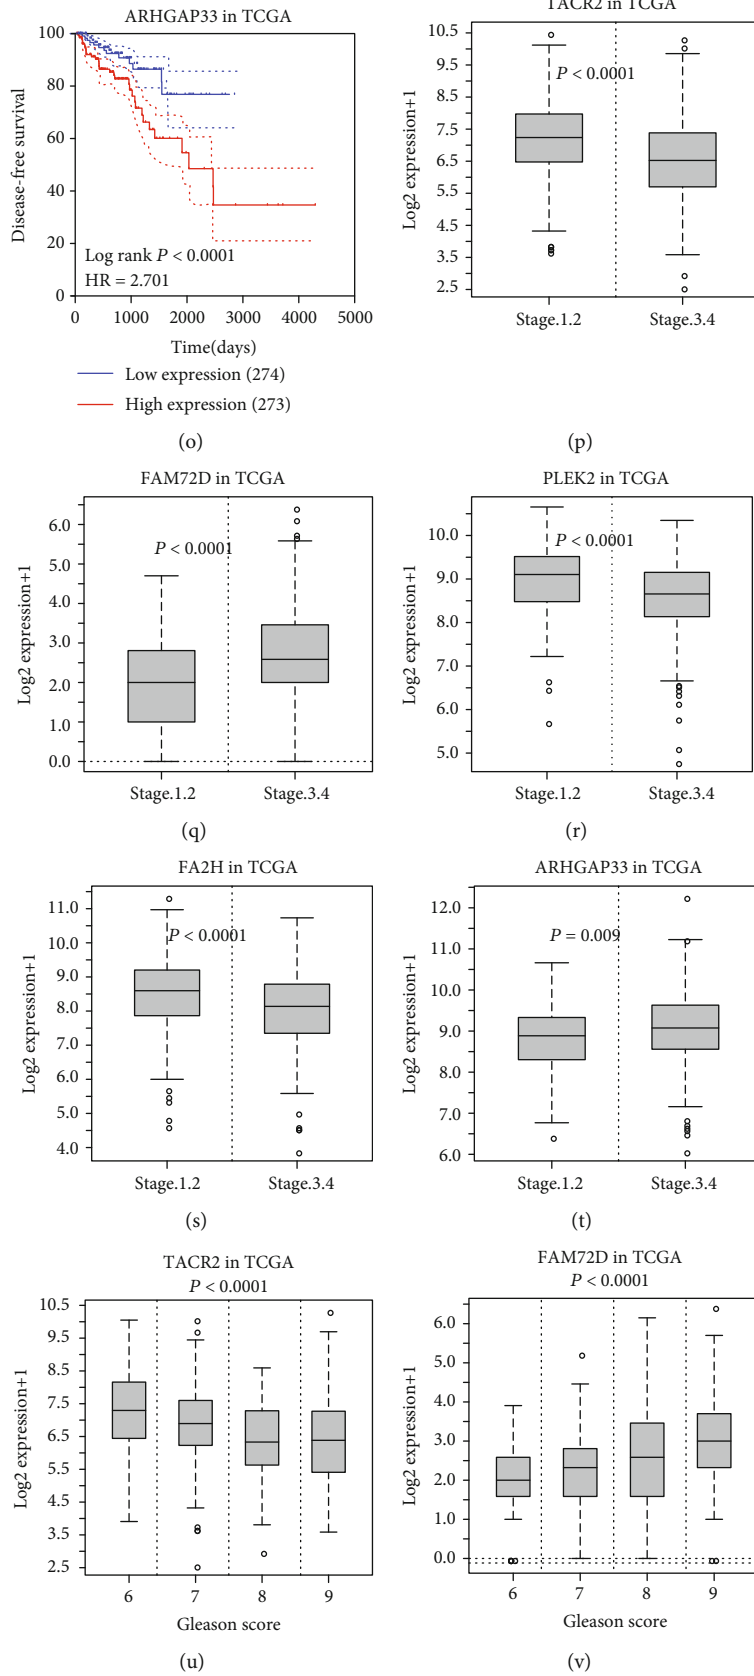 ARHGAP33 in TCGA
Disease-free survival
100
80
60
40
20
0
Log rank P < 0.0001
HR = 2.701
0 1000 2000 3000 4000 5000
Time(days)
Low expression (274)
High expression (273)
(o)
TACR2 in TCGA
Log2 expression+1
10.5
9.5
8.5
7.5
6.5
5.5
4.5
3.5
2.5
P < 0.0001
Stage.1.2 Stage.3.4
(p)
FAM72D in TCGA
Log2 expression+1
6.0
5.0
4.0
3.0
2.0
1.0
0.0
P < 0.0001
Stage.1.2 Stage.3.4
(q)
PLEK2 in TCGA
Log2 expression+1
10.0
9.0
8.0
7.0
6.0
5.0
P < 0.0001
Stage.1.2 Stage.3.4
(r)
FA2H in TCGA
Log2 expression+1
11.0
10.0
9.0
8.0
7.0
6.0
5.0
4.0
P < 0.0001
Stage.1.2 Stage.3.4
(s)
ARHGAP33 in TCGA
Log2 expression+1
12.0
11.0
10.0
9.0
8.0
7.0
6.0
P = 0.009
Stage.1.2 Stage.3.4
(t)
TACR2 in TCGA
P < 0.0001
Log2 expression+1
10.5
9.5
8.5
7.5
6.5
5.5
4.5
3.5
2.5
6 7 8 9
Gleason score
(u)
FAM72D in TCGA
P < 0.0001
Log2 expression+1
6.0
5.0
4.0
3.0
2.0
1.0
0.0
6 7 8 9
Gleason score
(v)